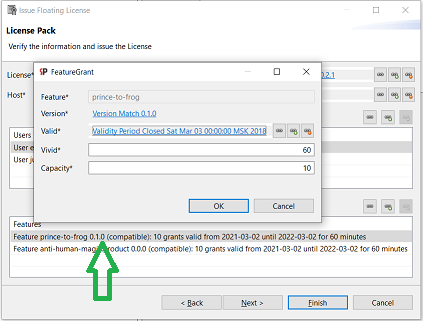 Issue Floating License
License Pack
Verify the information and issue the License
License*
0.2.1
Host*
FeatureGrant
Feature*
prince-to-frog
Version*
Version Match 0.1.0
Valid*
Validity Period Closed Sat Mar 03 00:00:00 MSK 2018
Vivid*
60
Capacity*
10
OK
Cancel
Users
User e
User ju
Features
Feature prince-to-frog 0.1.0 (compatible): 10 grants valid from 2021-03-02 until 2022-03-02 for 60 minutes
Feature anti-human-magic-product 0.0.0 (compatible): 10 grants valid from 2021-03-02 until 2022-03-02 for 60 minutes
< Back
Next >
Finish
Cancel